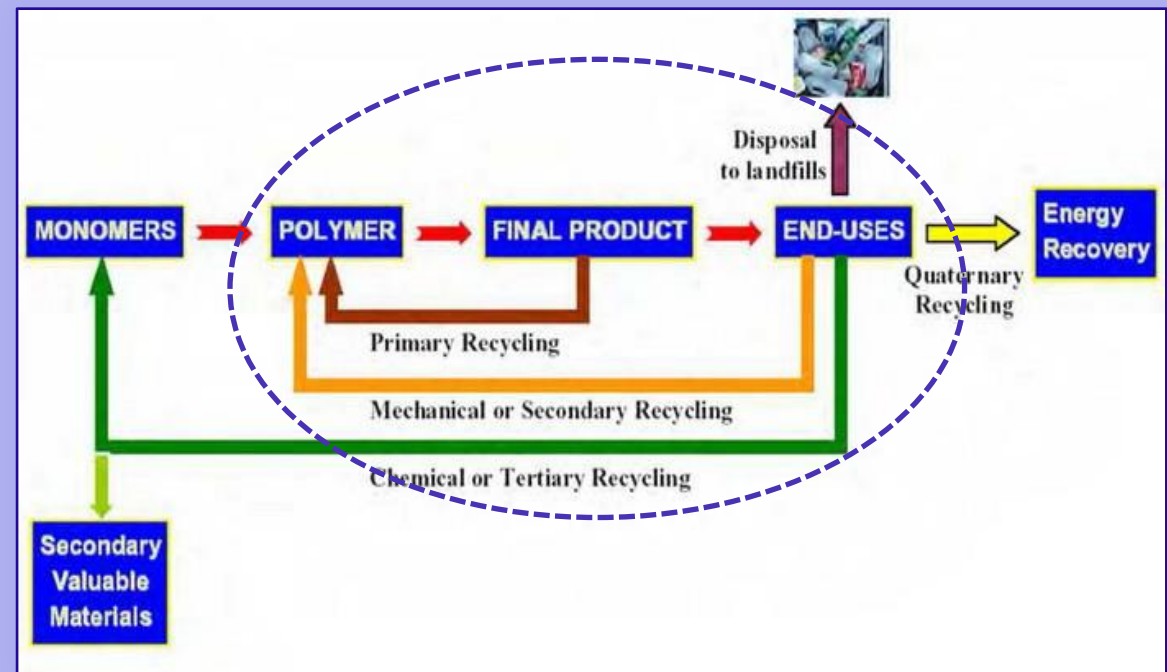 Disposal
to landfills
MONOMERS
POLYMER
FINAL PRODUCT
END-USES
Energy
Recovery
Quaternary
Recycling
Primary Recycling
Mechanical or Secondary Recycling
Chemical or Tertiary Recycling
Secondary
Valuable
Materials